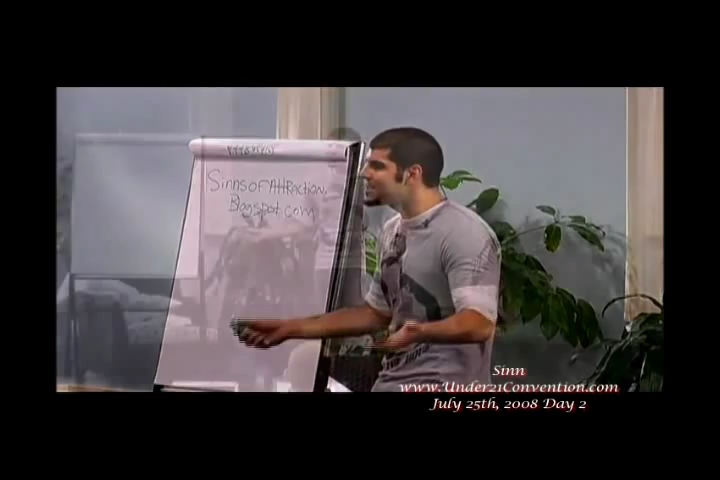 SinnsofAttraction.
Blogspot.com
Sinn
www.Under21Convention.com
July 25th, 2008 Day 2